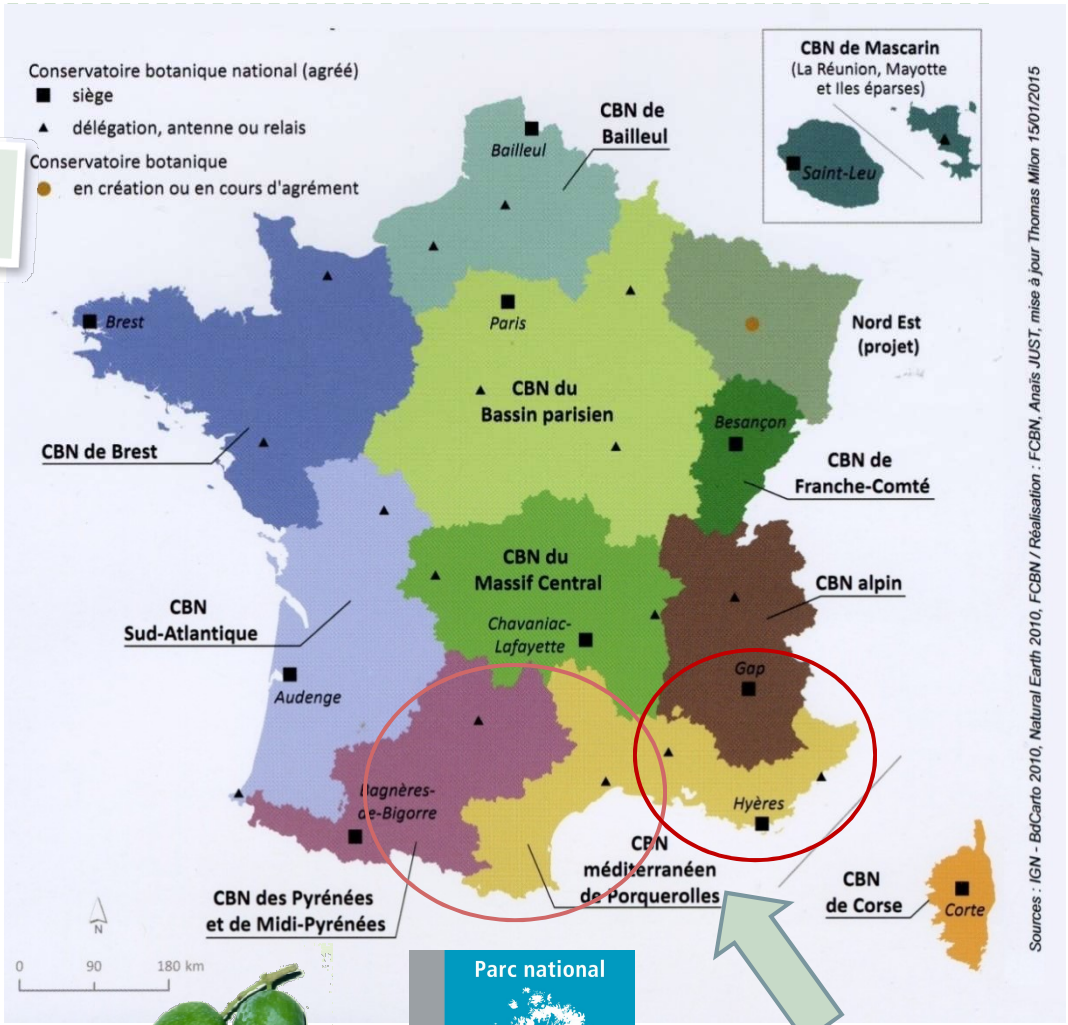 Conservatoire botanique national (agréé)
siège
délégation, antenne ou relais
Conservatoire botanique
en création ou en cours d'agrément
CBN de Mascarin
(La Réunion, Mayotte
et Iles éparses)
Saint-Leu
CBN de
Bailleul
Bailleul
Brest
Paris
Nord Est
(projet)
CBN du
Bassin parisien
Besançon
CBN de Brest
CBN de
Franche-Comté
CBN du
Massif Central
CBN alpin
CBN
Sud-Atlantique
Chavaniac-
Lafayette
Gap
Audenge
Bagnères-
de-Bigorre
Hyères
CBN
méditerranéen
de Porquerolles
CBN des Pyrénées
et de Midi-Pyrénées
CBN
de Corse
Corte
N
0 90 180 km
Parc national
Sources : IGN - BdCarto 2010, Natural Earth 2010, FCBN / Réalisation : FCBN, Anaïs JUST, mise à jour Thomas Milon 15/01/2015